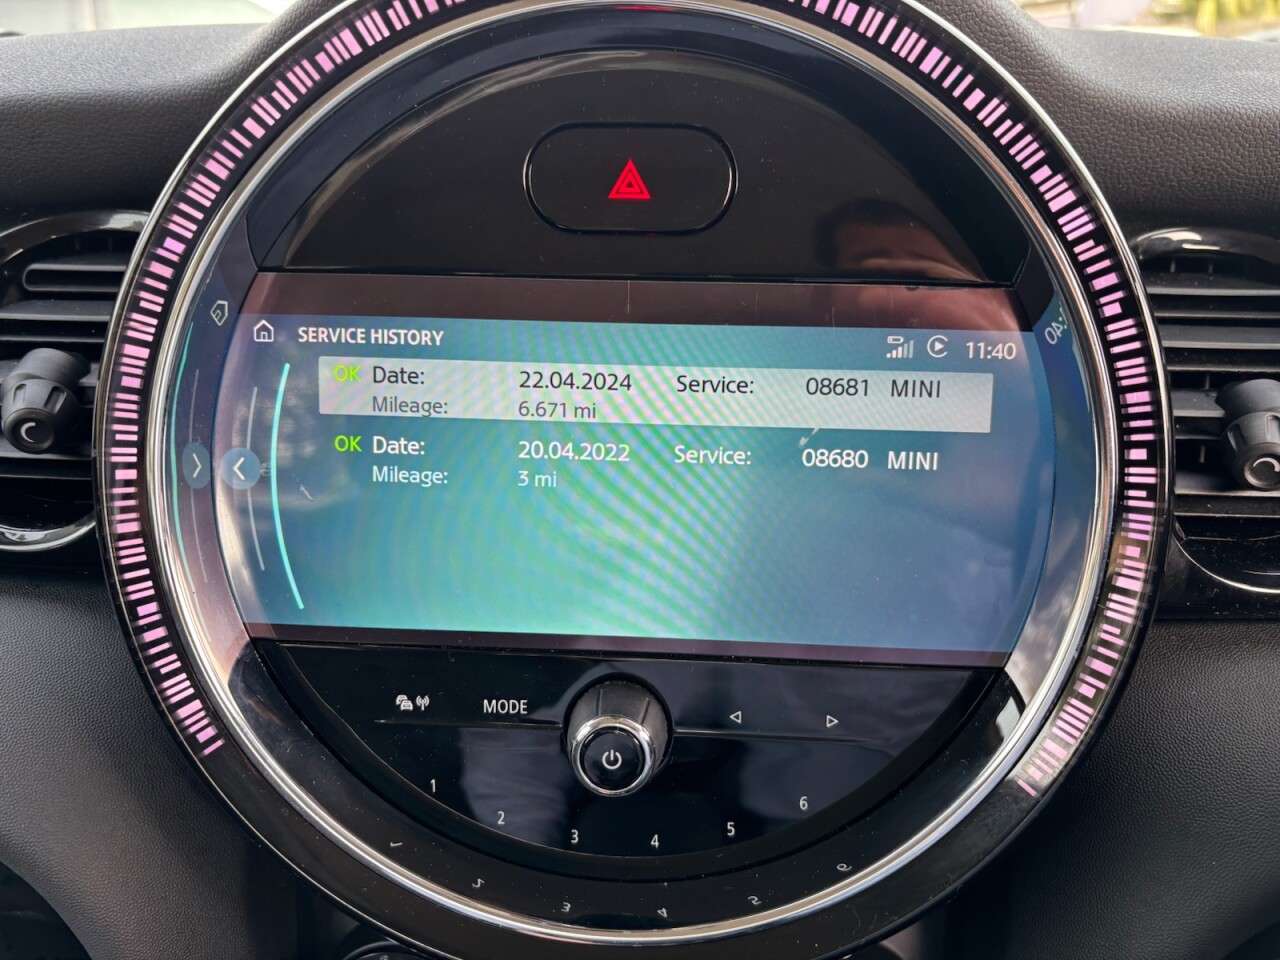 SERVICE HISTORY 11:40
OK Date: 22.04.2024 Service: 08681 MINI
Mileage: 6.671 mi
OK Date: 20.04.2022 Service: 08680 MINI
Mileage: 3 mi
MODE
1 2 3 4 5 6